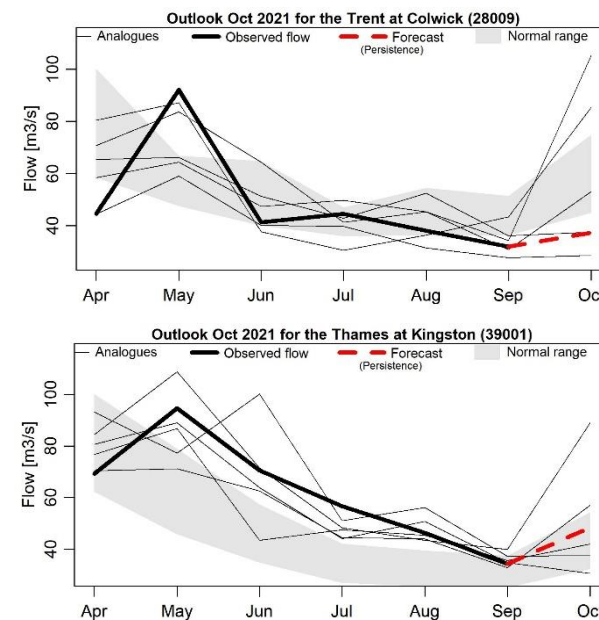 Outlook Oct 2021 for the Trent at Colwick (28009)
Analogues Observed flow Forecast Normal range
(Persistence)
Flow [m3/s]
100
80
60
40
Apr May Jun Jul Aug Sep Oc
Outlook Oct 2021 for the Thames at Kingston (39001)
Analogues Observed flow Forecast Normal range
(Persistence)
Flow [m3/s]
100
80
60
40
Apr May Jun Jul Aug Sep Oc